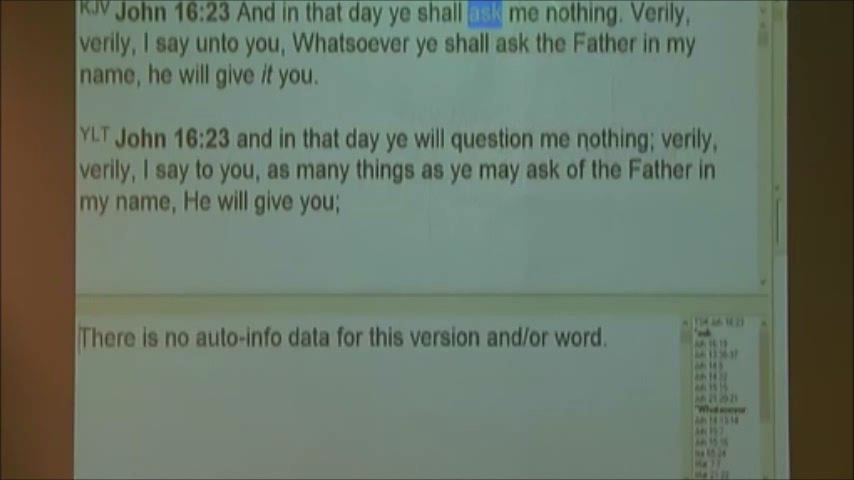 KJV John 16:23 And in that day ye shall ask me nothing. Verily,
verily, I say unto you, Whatsoever ye shall ask the Father in my
name, he will give it you.
YLT John 16:23 and in that day ye will question me nothing; verily,
verily, I say to you, as many things as ye may ask of the Father in
my name, He will give you;
There is no auto-info data for this version and/or word.